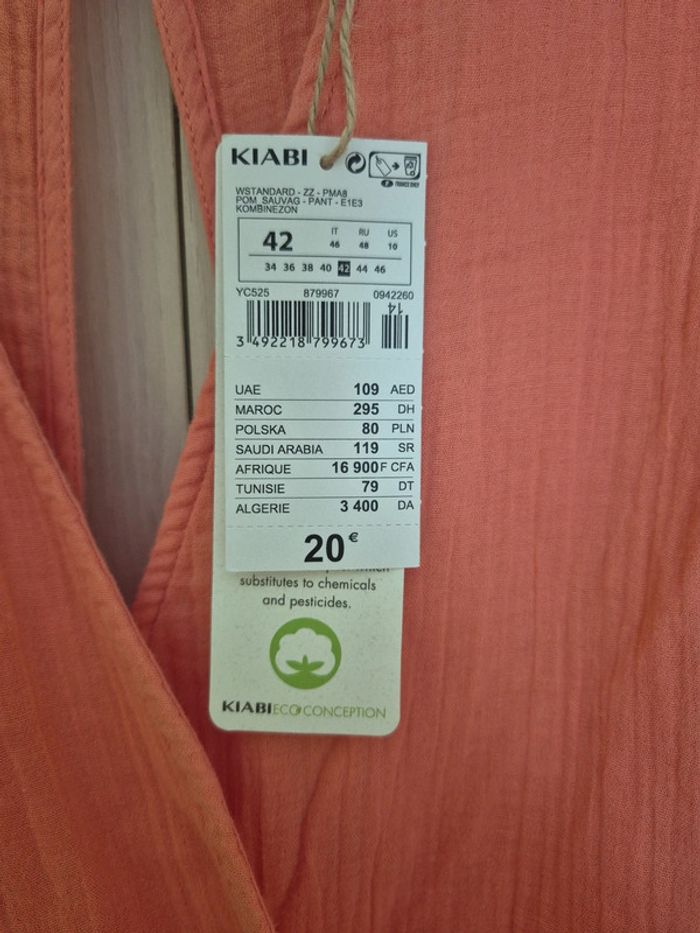 KIABI
FRANCE ONLY
WSTANDARD - ZZ - PMA8
POM_SAUVAG - PANT - E1E3
KOMBINEZON
42 IT 46 RU 48 US 10
34 36 38 40 42 44 46
YC525 879967 0942260
14
3 492218 799673
UAE 109 AED
MAROC 295 DH
POLSKA 80 PLN
SAUDI ARABIA 119 SR
AFRIQUE 16 900 F CFA
TUNISIE 79 DT
ALGERIE 3 400 DA
20 €
substitutes to chemicals
and pesticides.
KIABI ECO CONCEPTION